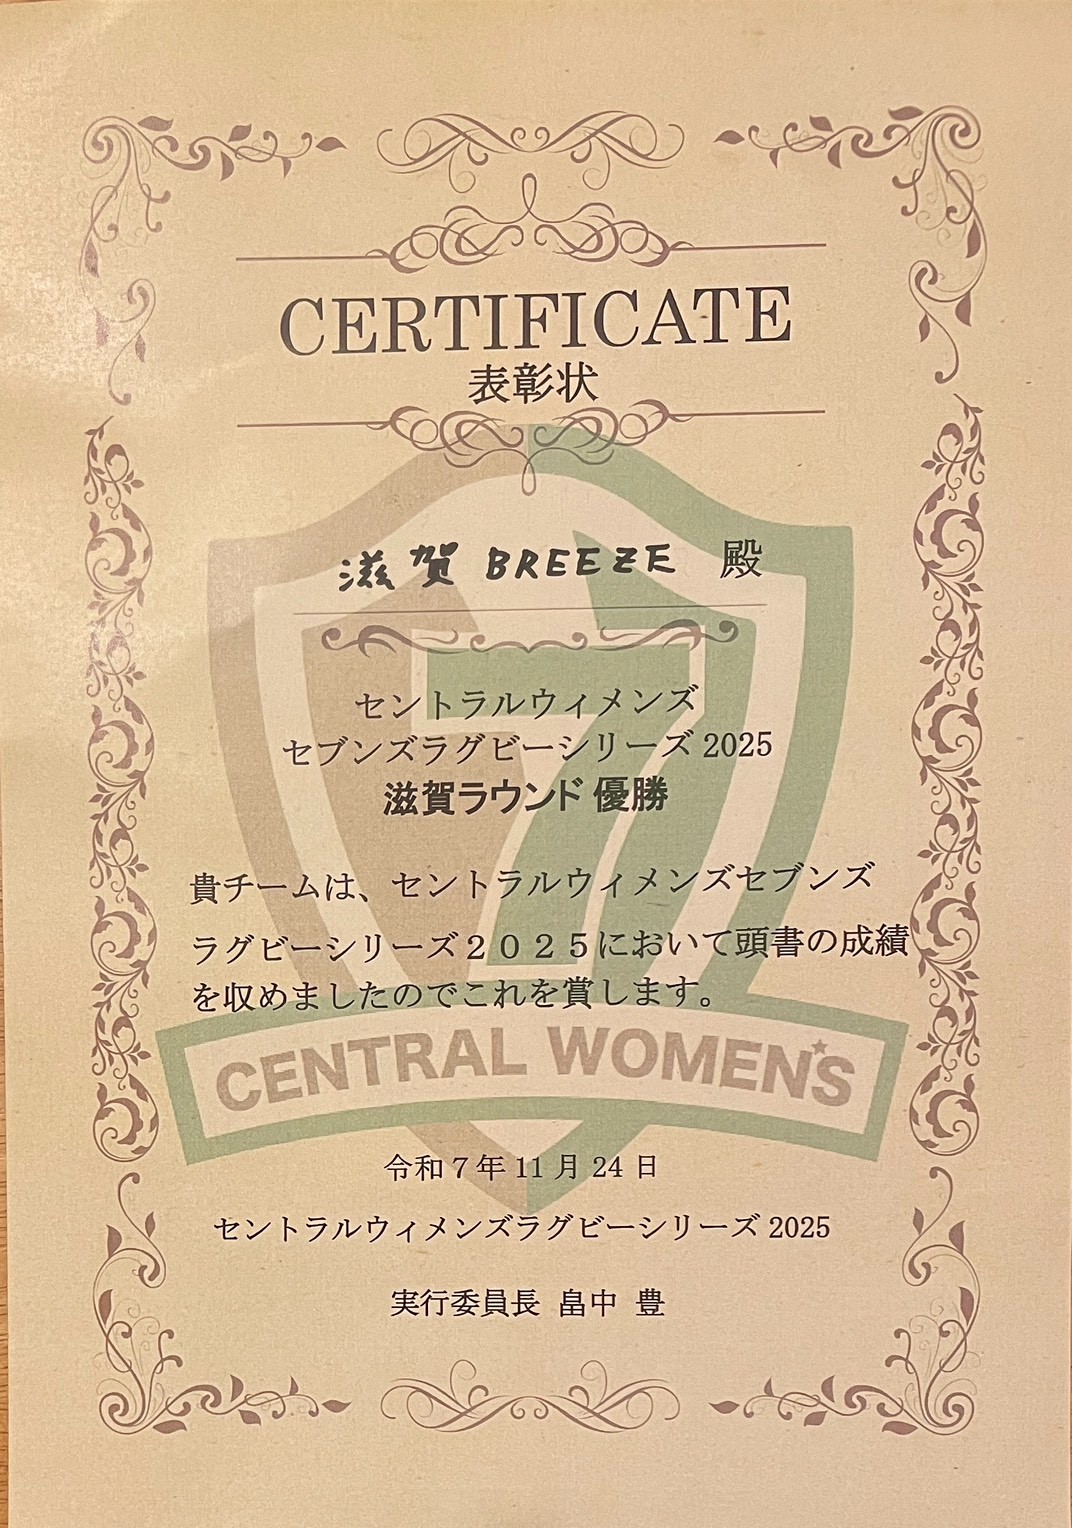 CERTIFICATE
表彰状
滋賀 BREEZE 殿
セントラルウィメンズ
セブンズラグビーシリーズ 2025
滋賀ラウンド 優勝
貴チームは、セントラルウィメンズセブンズ
ラグビーシリーズ２０２５において頭書の成績
を収めましたのでこれを賞します。
7
CENTRAL WOMEN'S
令和７年 11 月 24 日
セントラルウィメンズラグビーシリーズ 2025
実行委員長 畠中 豊